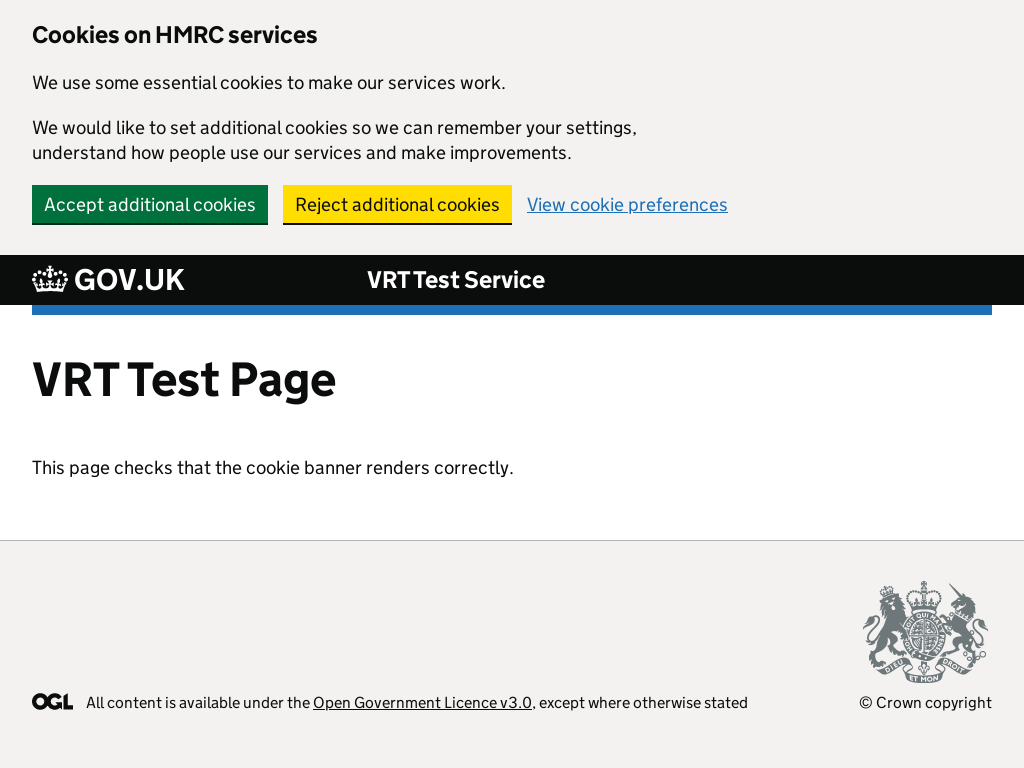 Cookies on HMRC services
We use some essential cookies to make our services work.
We would like to set additional cookies so we can remember your settings,
understand how people use our services and make improvements.
Accept additional cookies Reject additional cookies View cookie preferences
GOV.UK VRT Test Service
VRT Test Page
This page checks that the cookie banner renders correctly.
DIEU ET MON DROIT
OGL All content is available under the Open Government Licence v3.0, except where otherwise stated © Crown copyright